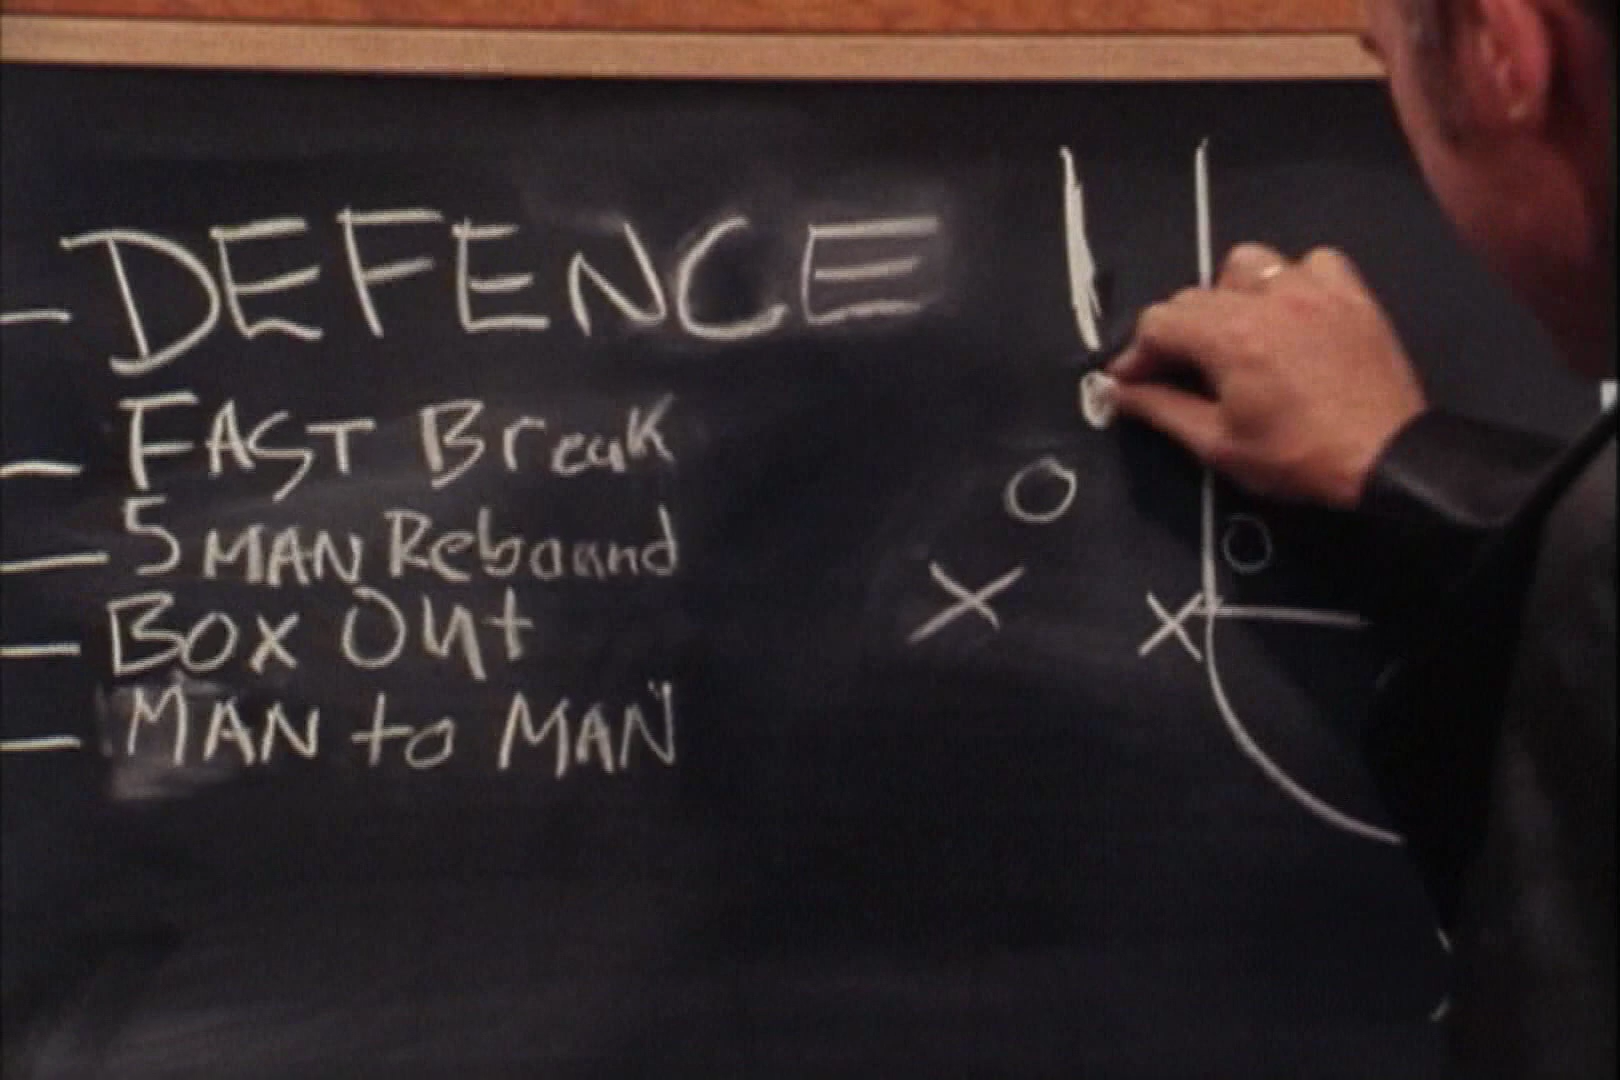 - DEFENCE
- FAST Break
- 5 MAN Rebound
- Box Out
- MAN to MAN